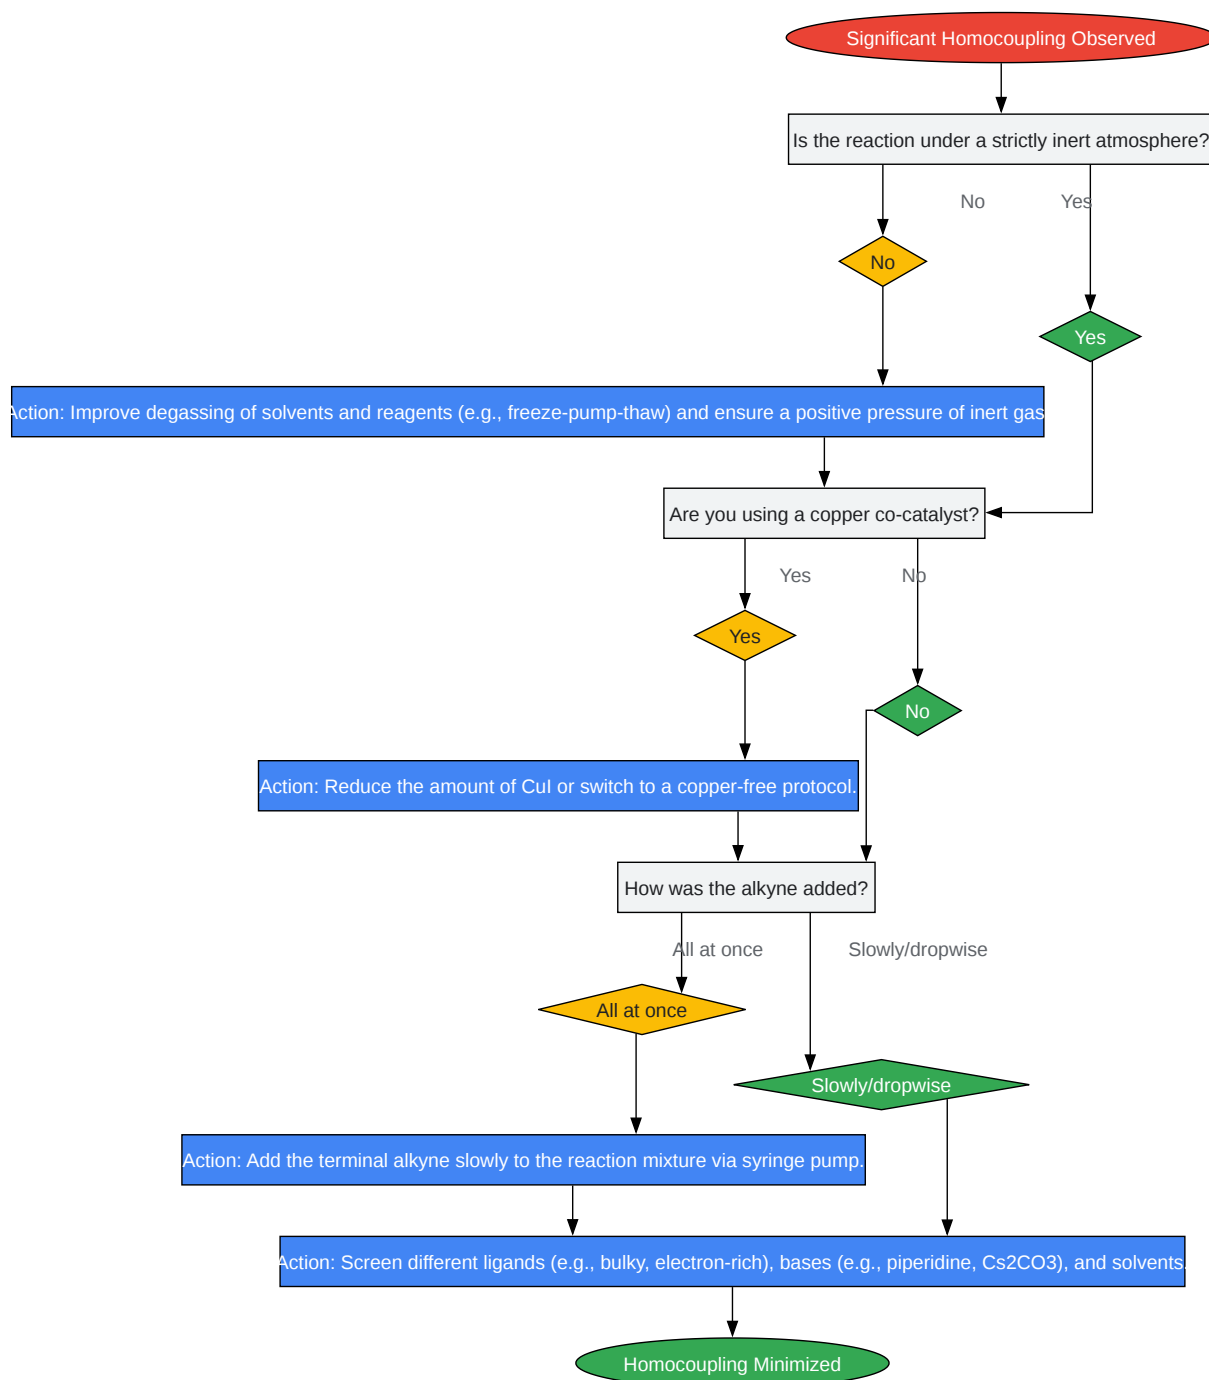 Significant Homocoupling Observed
Is the reaction under a strictly inert atmosphere?
No
Yes
No
Yes
Action: Improve degassing of solvents and reagents (e.g., freeze-pump-thaw) and ensure a positive pressure of inert gas.
Are you using a copper co-catalyst?
Yes
No
Yes
No
Action: Reduce the amount of CuI or switch to a copper-free protocol.
How was the alkyne added?
All at once
Slowly/dropwise
All at once
Slowly/dropwise
Action: Add the terminal alkyne slowly to the reaction mixture via syringe pump.
Action: Screen different ligands (e.g., bulky, electron-rich), bases (e.g., piperidine, Cs2CO3), and solvents.
Homocoupling Minimized